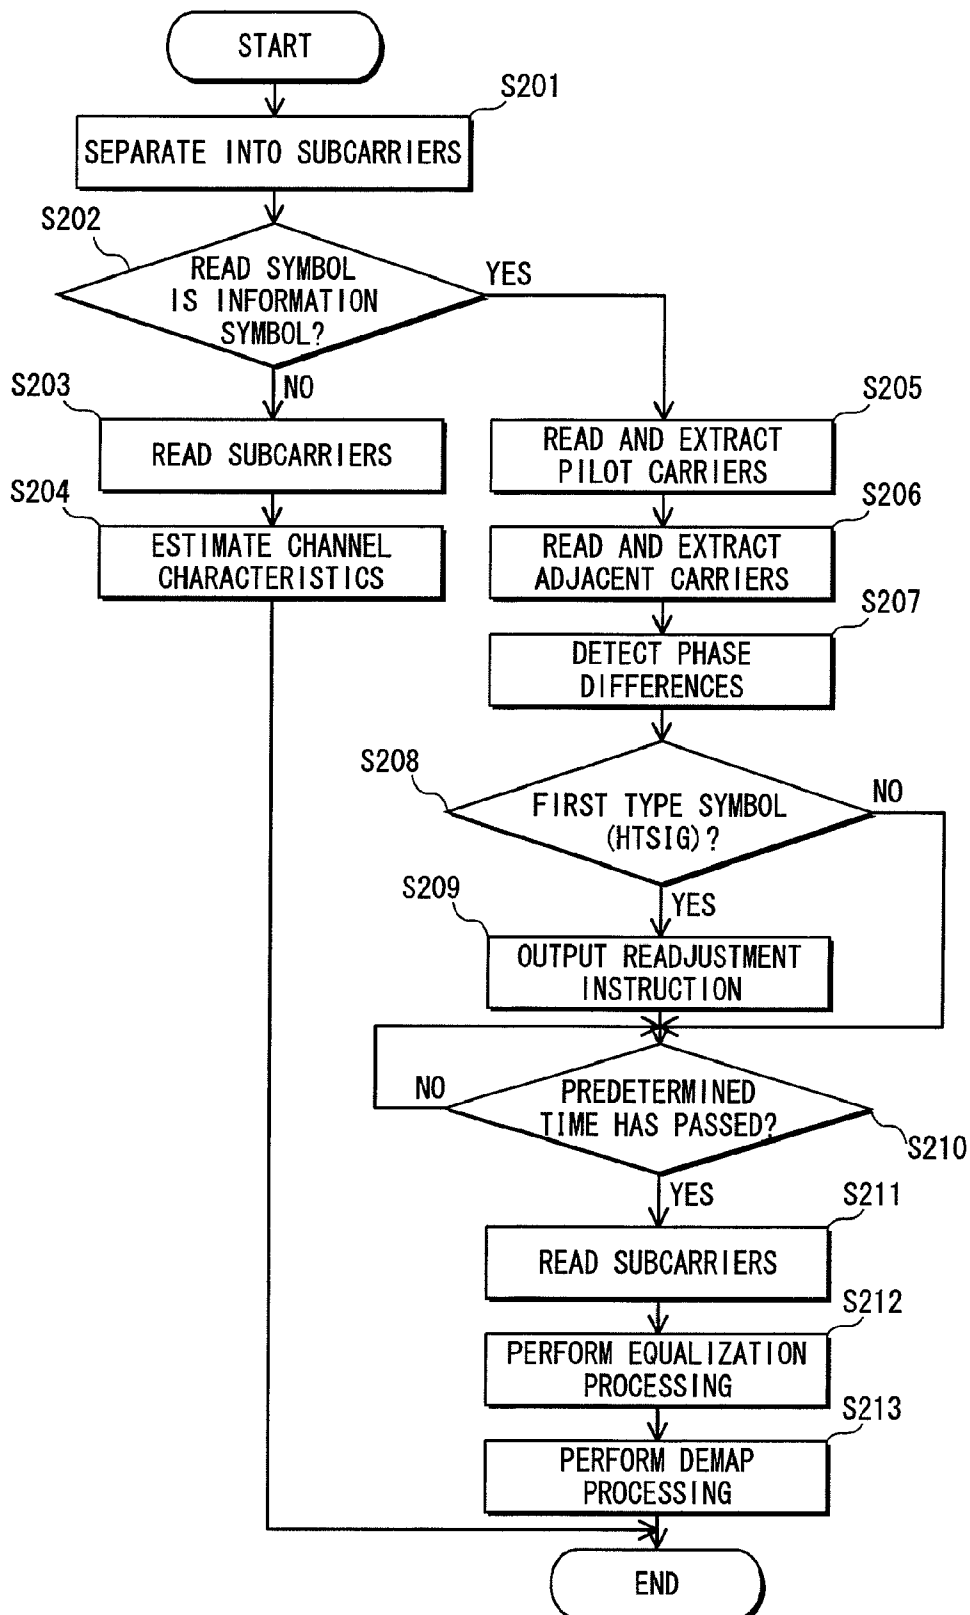 START
S201
SEPARATE INTO SUBCARRIERS
S202
READ SYMBOL
IS INFORMATION
SYMBOL?
YES
NO
S203
READ SUBCARRIERS
S204
ESTIMATE CHANNEL
CHARACTERISTICS
S205
READ AND EXTRACT
PILOT CARRIERS
S206
READ AND EXTRACT
ADJACENT CARRIERS
S207
DETECT PHASE
DIFFERENCES
S208
FIRST TYPE SYMBOL
(HTSIG)?
NO
YES
S209
OUTPUT READJUSTMENT
INSTRUCTION
NO
PREDETERMINED
TIME HAS PASSED?
S210
YES
S211
READ SUBCARRIERS
S212
PERFORM EQUALIZATION
PROCESSING
S213
PERFORM DEMAP
PROCESSING
END